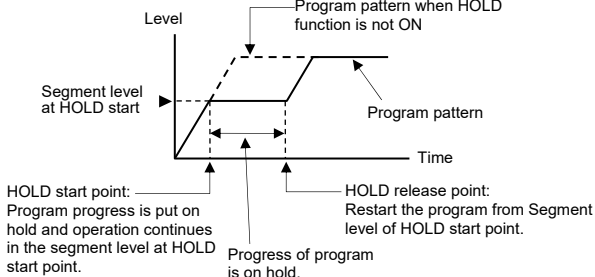 Program pattern when HOLD
function is not ON
Level
Segment level
at HOLD start
Program pattern
Time
HOLD start point:
Program progress is put on
hold and operation continues
in the segment level at HOLD
start point.
HOLD release point:
Restart the program from Segment
level of HOLD start point.
Progress of program
is on hold.